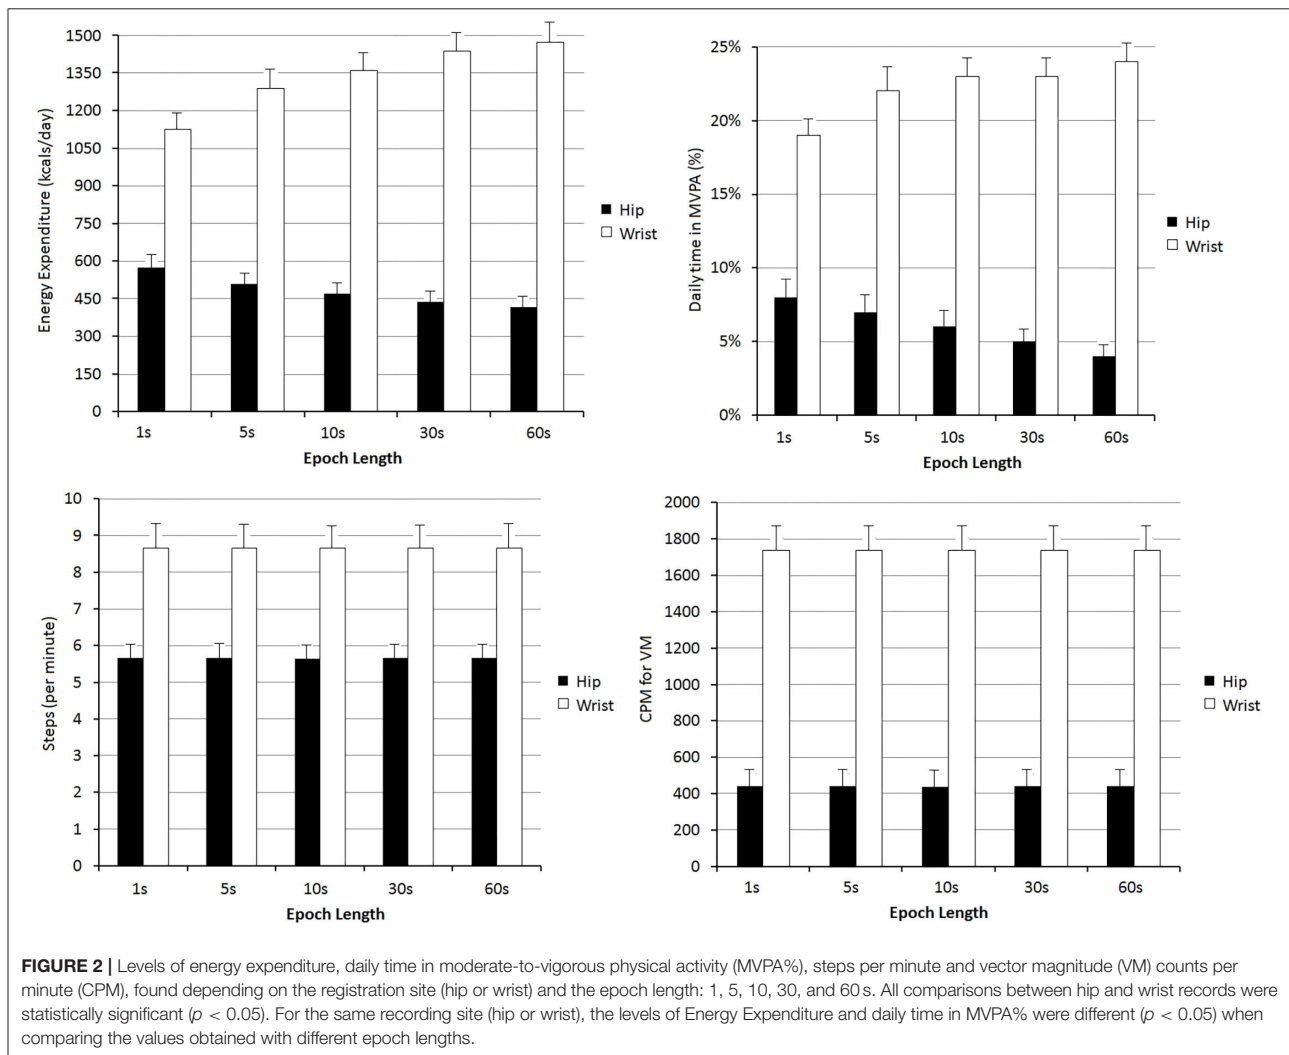 1500
1350
1200
1050
900
750
600
450
300
150
0
Energy Expenditure (kcals/day)
1s 5s 10s 30s 60s
Epoch Length
Hip
Wrist
25%
20%
15%
10%
5%
0%
Daily time in MVPA (%)
1s 5s 10s 30s 60s
Epoch Length
Hip
Wrist
10
9
8
7
6
5
4
3
2
1
0
Steps (per minute)
1s 5s 10s 30s 60s
Epoch Length
Hip
Wrist
2000
1800
1600
1400
1200
1000
800
600
400
200
0
CPM for VM
1s 5s 10s 30s 60s
Epoch Length
Hip
Wrist
FIGURE 2 | Levels of energy expenditure, daily time in moderate-to-vigorous physical activity (MVPA%), steps per minute and vector magnitude (VM) counts per
minute (CPM), found depending on the registration site (hip or wrist) and the epoch length: 1, 5, 10, 30, and 60 s. All comparisons between hip and wrist records were
statistically significant (p < 0.05). For the same recording site (hip or wrist), the levels of Energy Expenditure and daily time in MVPA% were different (p < 0.05) when
comparing the values obtained with different epoch lengths.